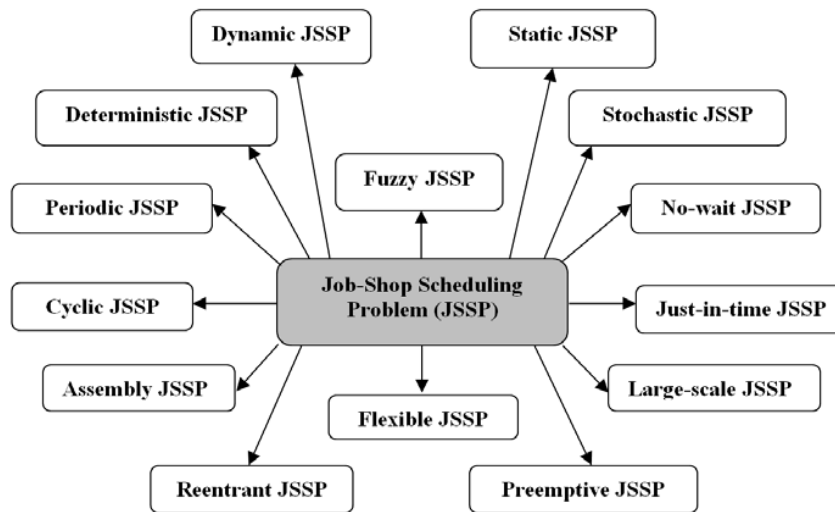 Dynamic JSSP
Static JSSP
Deterministic JSSP
Stochastic JSSP
Fuzzy JSSP
Periodic JSSP
No-wait JSSP
Job-Shop Scheduling
Problem (JSSP)
Cyclic JSSP
Just-in-time JSSP
Assembly JSSP
Large-scale JSSP
Flexible JSSP
Reentrant JSSP
Preemptive JSSP